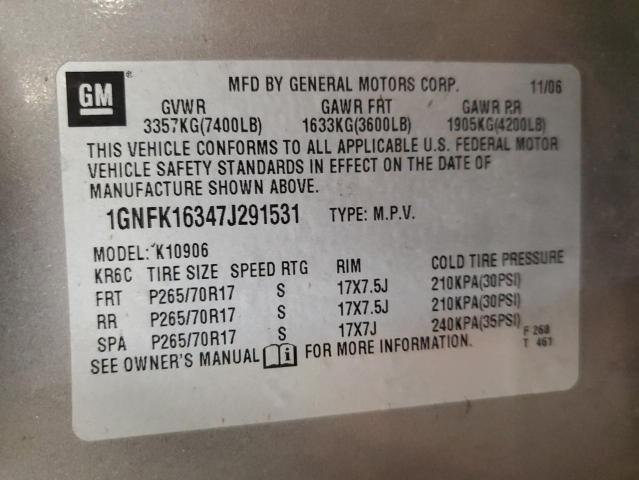 GM ®
MFD BY GENERAL MOTORS CORP. 11/06
GVWR GAWR FRT GAWR RR
3357KG(7400LB) 1633KG(3600LB) 1905KG(4200LB)
THIS VEHICLE CONFORMS TO ALL APPLICABLE U.S. FEDERAL MOTOR
VEHICLE SAFETY STANDARDS IN EFFECT ON THE DATE OF
MANUFACTURE SHOWN ABOVE.
1GNFK16347J291531 TYPE: M.P.V.
MODEL: K10906
KR6C TIRE SIZE SPEED RTG RIM COLD TIRE PRESSURE
FRT P265/70R17 S 17X7.5J 210KPA(30PSI)
RR P265/70R17 S 17X7.5J 210KPA(30PSI)
SPA P265/70R17 S 17X7J 240KPA(35PSI)
F 268
SEE OWNER'S MANUAL i FOR MORE INFORMATION. T 461